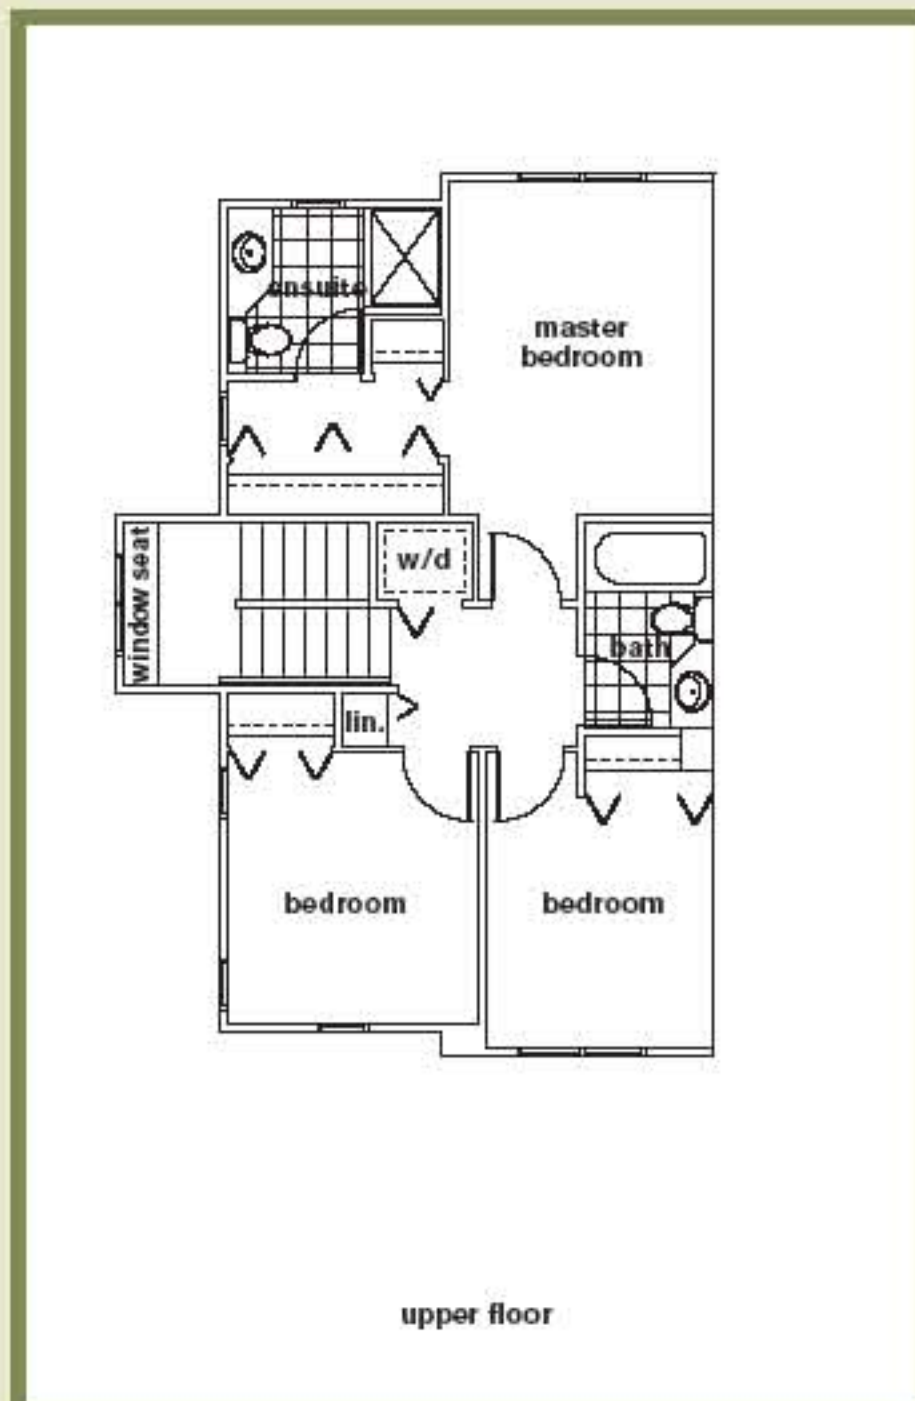 ensuite
master
bedroom
window seat
w/d
bath
lin.
bedroom
bedroom
upper floor